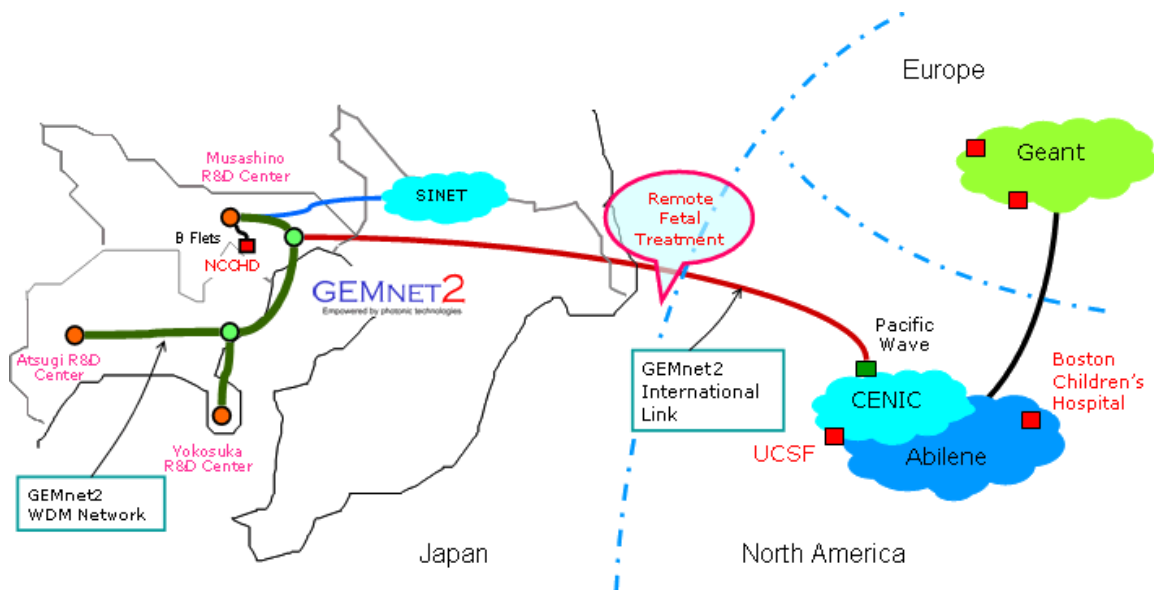 Europe
Geant
Musashino
R&D Center
SINET
Remote
Fetal
Treatment
B Flets
NCCHD
GEMNET2
Empowered by photonic technologies
Pacific
Wave
Atsugi R&D
Center
GEMnet2
International
Link
Boston
Children's
Hospital
CENIC
UCSF
Abilene
Yokosuka
R&D Center
GEMnet2
WDM Network
Japan
North America